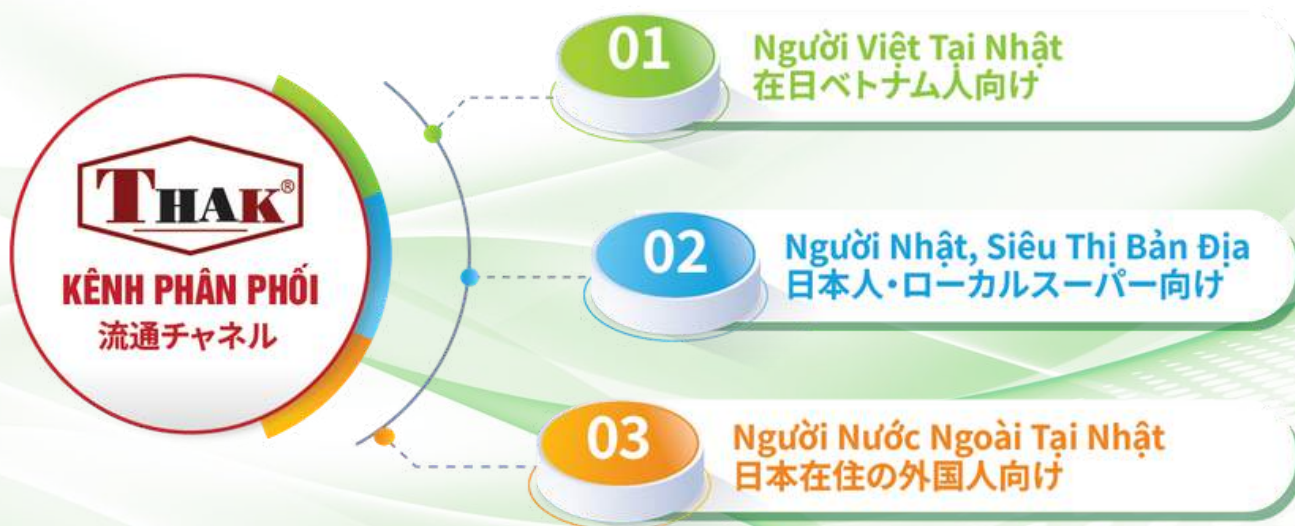 THAK®
KÊNH PHÂN PHỐI
流通チャネル
01
Người Việt Tại Nhật
在日ベトナム人向け
02
Người Nhật, Siêu Thị Bản Địa
日本人・ローカルスーパー向け
03
Người Nước Ngoài Tại Nhật
日本在住の外国人向け